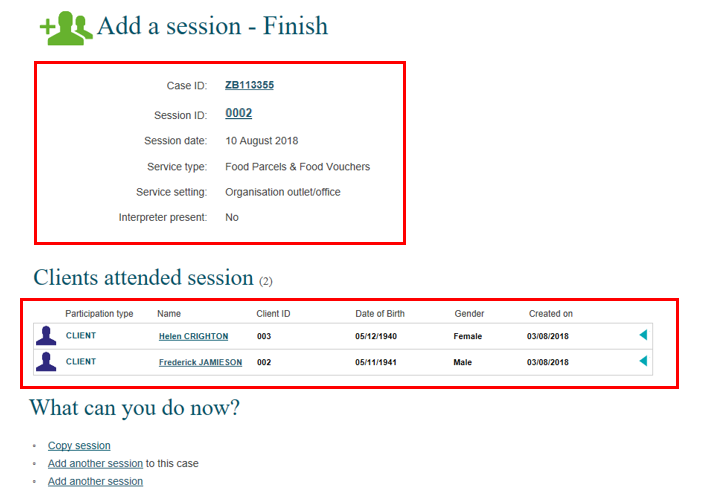 Add a session - Finish
Case ID: ZB113355
Session ID: 0002
Session date: 10 August 2018
Service type: Food Parcels & Food Vouchers
Service setting: Organisation outlet/office
Interpreter present: No
Clients attended session (2)
Participation type Name Client ID Date of Birth Gender Created on
CLIENT Helen CRIGHTON 003 05/12/1940 Female 03/08/2018
CLIENT Frederick JAMIESON 002 05/11/1941 Male 03/08/2018
What can you do now?
Copy session
Add another session to this case
Add another session